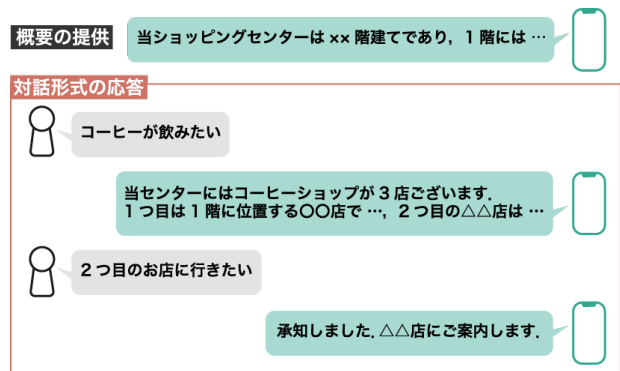 概要の提供
当ショッピングセンターは ×× 階建てであり，1 階には …
対話形式の応答
コーヒーが飲みたい
当センターにはコーヒーショップが 3 店ございます．
1 つ目は 1 階に位置する〇〇店で …，2 つ目の△△店は …
2 つ目のお店に行きたい
承知しました．△△店にご案内します．